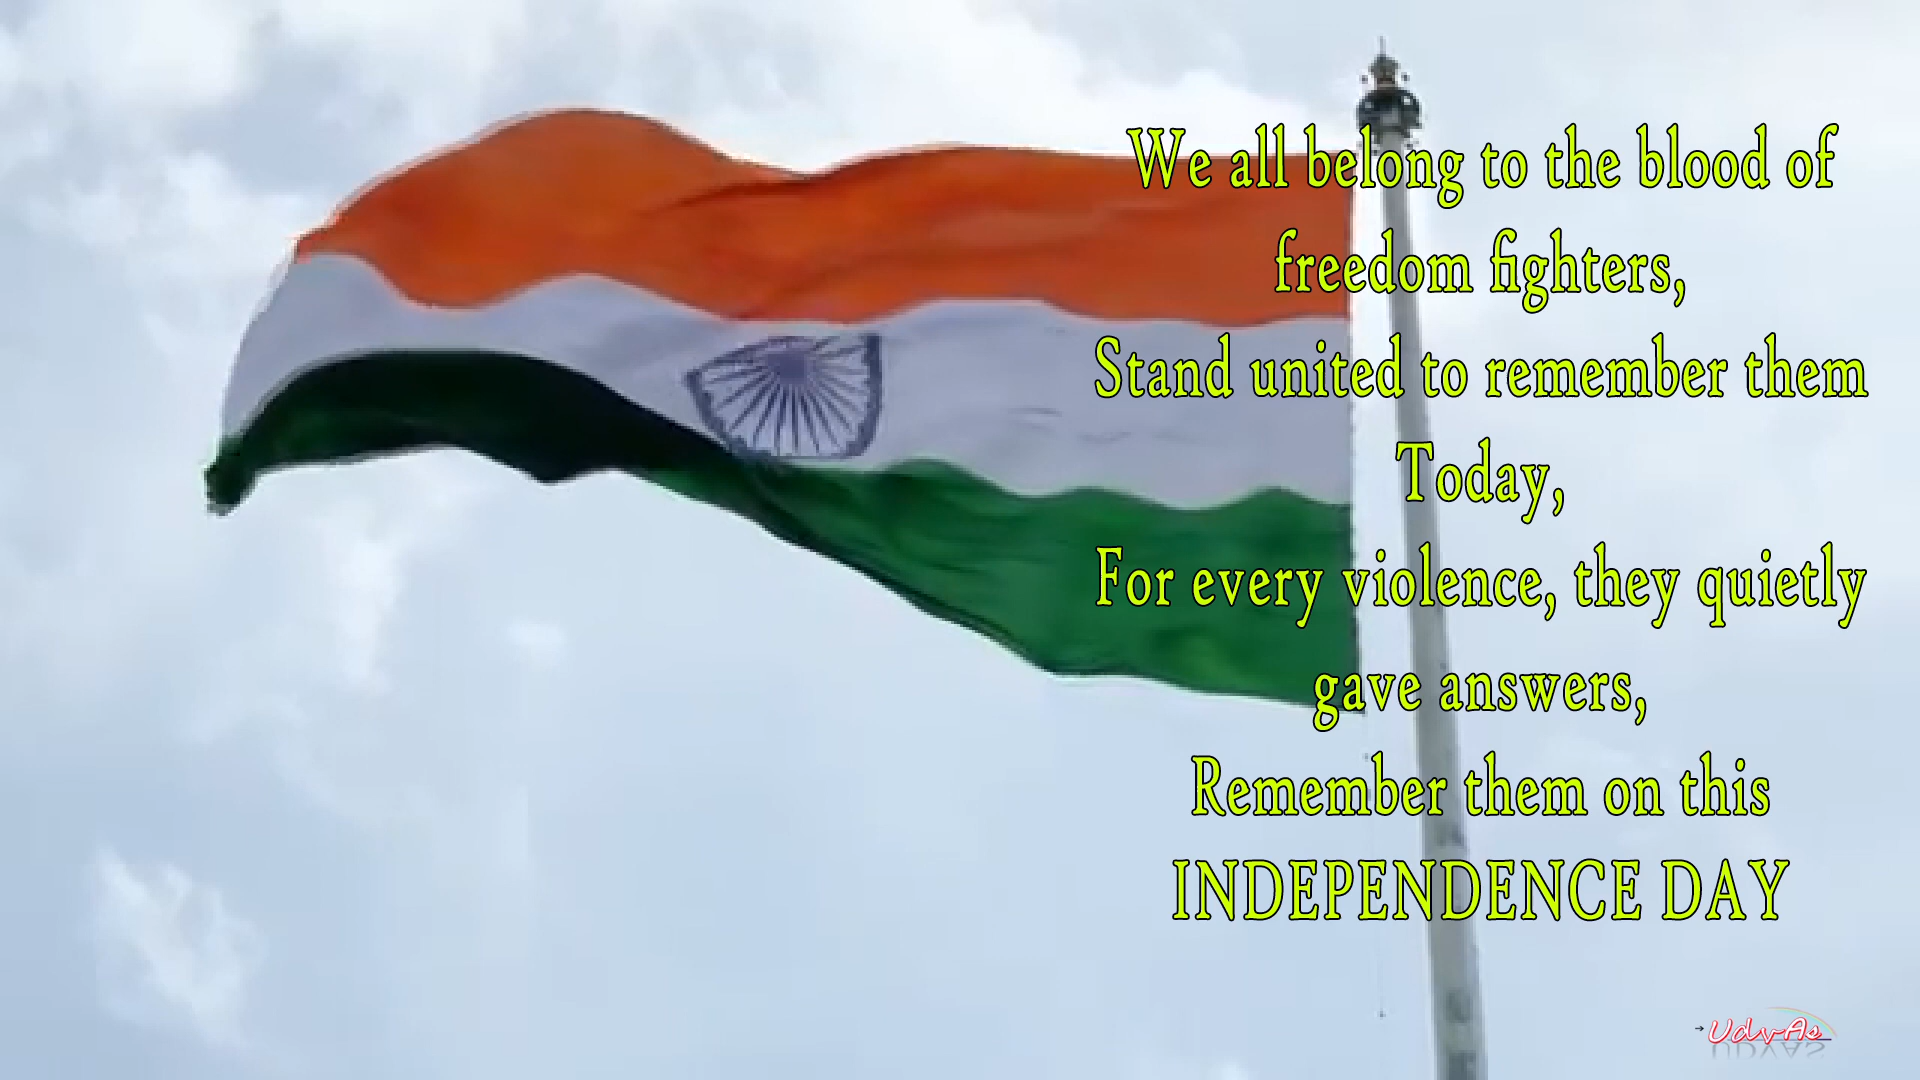 We all belong to the blood of
freedom fighters,
Stand united to remember them
Today,
For every violence, they quietly
gave answers,
Remember them on this
INDEPENDENCE DAY
UdvAs